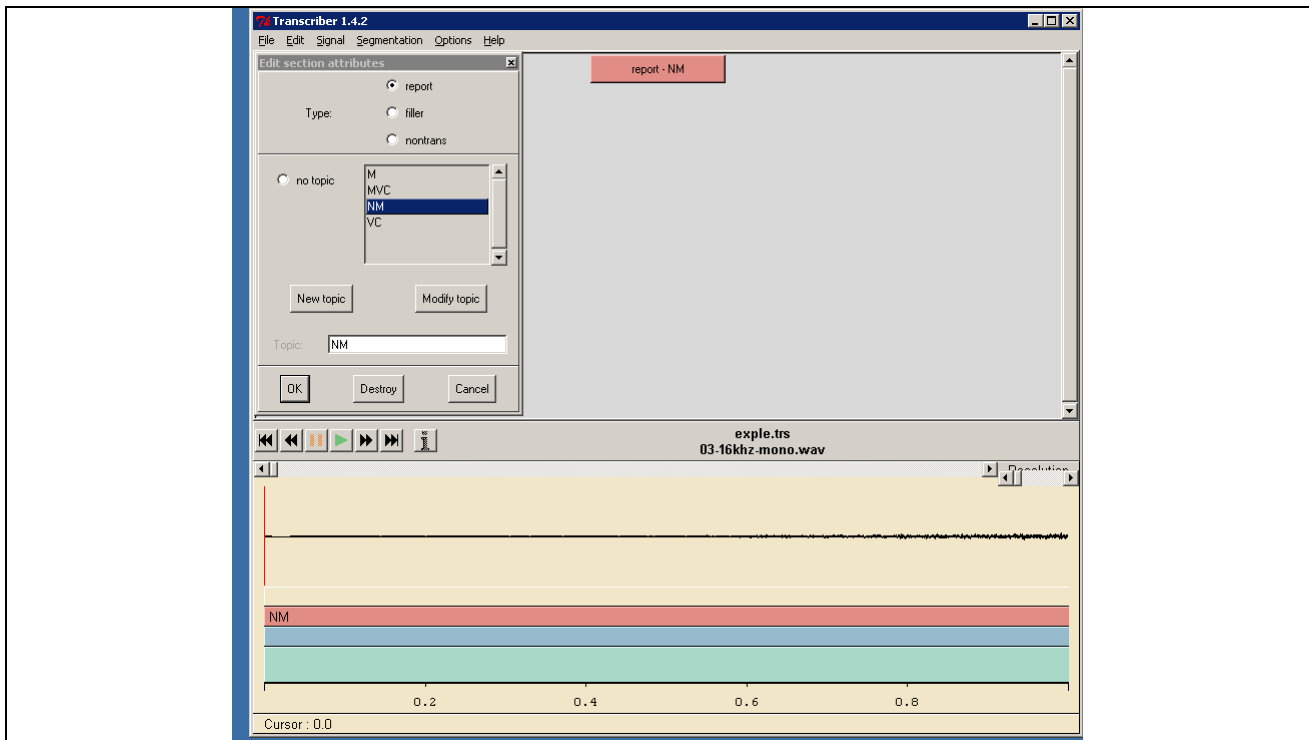 Transcriber 1.4.2
File Edit Signal Segmentation Options Help
Edit section attributes
report - NM
report
Type:
filler
nontrans
no topic
M
MVC
NM
VC
New topic
Modify topic
Topic:
NM
OK
Destroy
Cancel
exple.trs
03-16khz-mono.wav
Resolution
NM
0.2 0.4 0.6 0.8
Cursor : 0.0